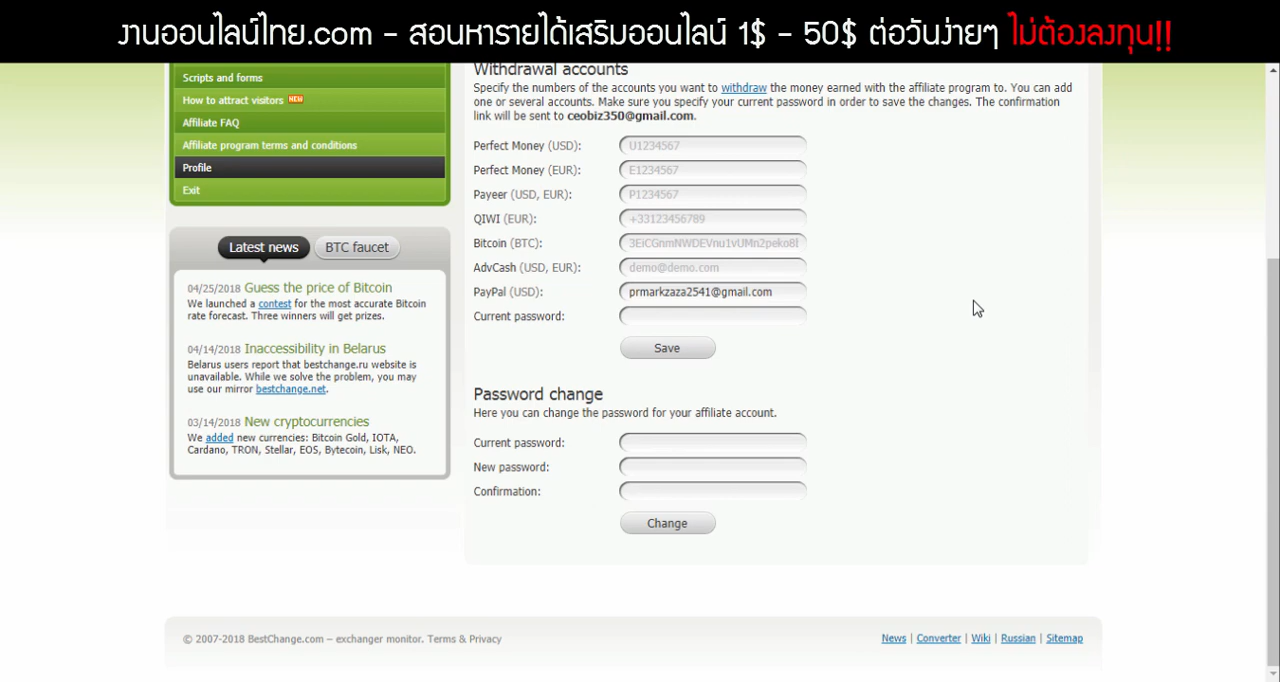 งานออนไลน์ไทย.com - สอนหารายได้เสริมออนไลน์ 1$ - 50$ ต่อวันง่ายๆ ไม่ต้องลงทุน!!
Scripts and forms
How to attract visitors NEW
Affiliate FAQ
Affiliate program terms and conditions
Profile
Exit
Latest news
BTC faucet
04/25/2018 Guess the price of Bitcoin
We launched a contest for the most accurate Bitcoin
rate forecast. Three winners will get prizes.
04/14/2018 Inaccessibility in Belarus
Belarus users report that bestchange.ru website is
unavailable. While we solve the problem, you may
use our mirror bestchange.net.
03/14/2018 New cryptocurrencies
We added new currencies: Bitcoin Gold, IOTA,
Cardano, TRON, Stellar, EOS, Bytecoin, Lisk, NEO.
Withdrawal accounts
Specify the numbers of the accounts you want to withdraw the money earned with the affiliate program to. You can add
one or several accounts. Make sure you specify your current password in order to save the changes. The confirmation
link will be sent to ceobiz350@gmail.com.
Perfect Money (USD): U1234567
Perfect Money (EUR): E1234567
Payeer (USD, EUR): P1234567
QIWI (EUR): +33123456789
Bitcoin (BTC):
AdvCash (USD, EUR): demo@demo.com
PayPal (USD): prmarkzaza2541@gmail.com
Current password:
Save
Password change
Here you can change the password for your affiliate account.
Current password:
New password:
Confirmation:
Change
© 2007-2018 BestChange.com – exchanger monitor. Terms & Privacy
News | Converter | Wiki | Russian | Sitemap